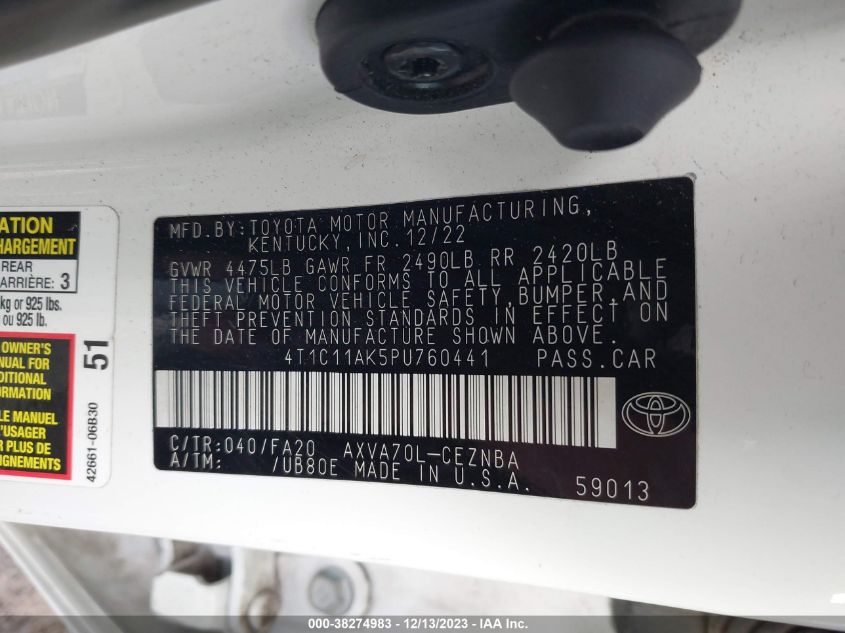 MFD.BY:TOYOTA MOTOR MANUFACTURING,
KENTUCKY,INC.12/22
GVWR 4475LB GAWR FR 2490LB RR 2420LB
THIS VEHICLE CONFORMS TO ALL APPLICABLE
FEDERAL MOTOR VEHICLE SAFETY,BUMPER,AND
THEFT PREVENTION STANDARDS IN EFFECT ON
THE DATE OF MANUFACTURE SHOWN ABOVE.
4T1C11AK5PU760441 PASS.CAR
C/TR:040/FA20 AXVA70L-CEZNBA
A/TM: /UB80E MADE IN U.S.A.
59013
ATION
HARGEMENT
REAR
ARRIÈRE: 3
kg or 925 lbs.
ou 925 lb.
OWNER'S
NUAL FOR
DITIONAL
ORMATION
LE MANUEL
'USAGER
R PLUS DE
51
42661-06B30
000-38274983 - 12/13/2023 - IAA Inc.